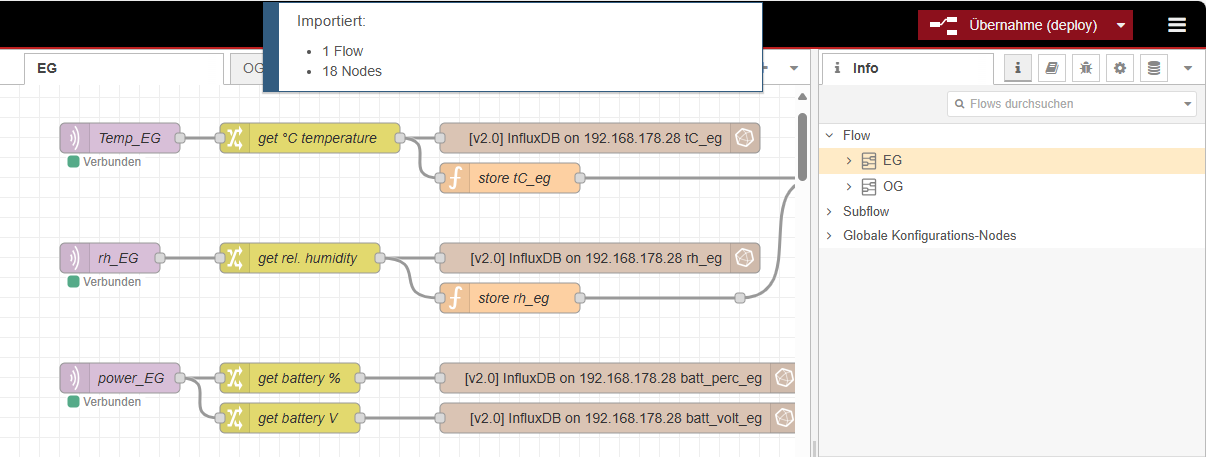 Importiert:
1 Flow
18 Nodes
Übernahme (deploy)
EG
OG
i Info
i
Flows durchsuchen
Temp_EG
Verbunden
get °C temperature
[v2.0] InfluxDB on 192.168.178.28 tC_eg
f store tC_eg
rh_EG
Verbunden
get rel. humidity
[v2.0] InfluxDB on 192.168.178.28 rh_eg
f store rh_eg
power_EG
Verbunden
get battery %
[v2.0] InfluxDB on 192.168.178.28 batt_perc_eg
get battery V
[v2.0] InfluxDB on 192.168.178.28 batt_volt_eg
Flow
EG
OG
Subflow
Globale Konfigurations-Nodes